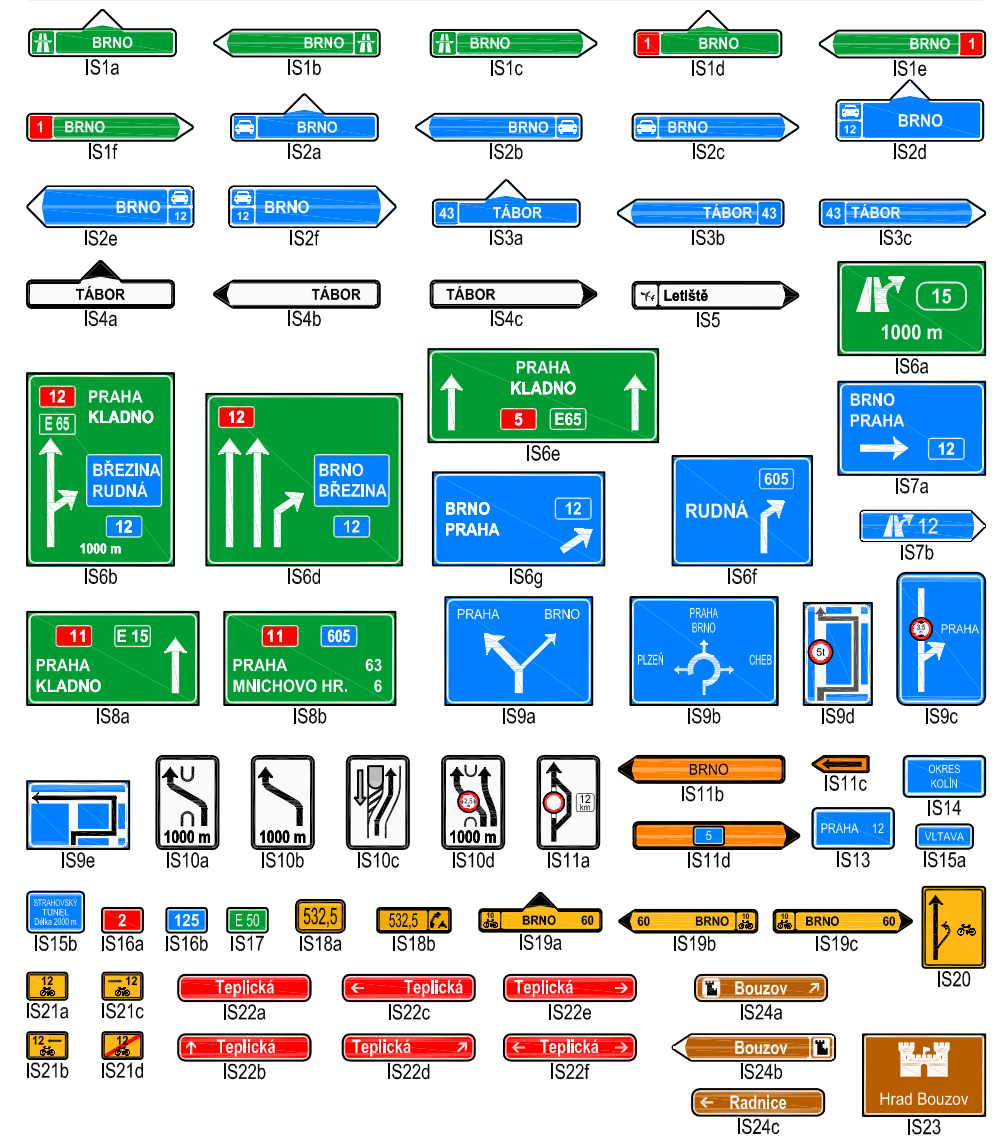 BRNO
IS1a
BRNO
IS1b
BRNO
IS1c
1 BRNO
IS1d
BRNO 1
IS1e
1 BRNO
IS1f
BRNO
IS2a
BRNO
IS2b
BRNO
IS2c
12 BRNO
IS2d
BRNO 12
IS2e
12 BRNO
IS2f
43 TÁBOR
IS3a
TÁBOR 43
IS3b
43 TÁBOR
IS3c
TÁBOR
IS4a
TÁBOR
IS4b
TÁBOR
IS4c
Letiště
IS5
15
1000 m
IS6a
12 PRAHA
E 65 KLADNO
BŘEZINA
RUDNÁ
12
1000 m
IS6b
12
BRNO
BŘEZINA
12
IS6d
PRAHA
KLADNO
5 E65
IS6e
BRNO
PRAHA
12
IS7a
BRNO
PRAHA
12
IS6g
605
RUDNÁ
IS6f
12
IS7b
11 E 15
PRAHA
KLADNO
IS8a
11 605
PRAHA 63
MNICHOVO HR. 6
IS8b
PRAHA BRNO
IS9a
PRAHA
BRNO
PLZEŇ CHEB
IS9b
5t
IS9d
3,5
PRAHA
IS9c
IS9e
1000 m
IS10a
1000 m
IS10b
IS10c
2,5
1000 m
IS10d
12
km
IS11a
BRNO
IS11b
IS11c
5
IS11d
PRAHA 12
IS13
OKRES
KOLÍN
IS14
VLTAVA
IS15a
STRAHOVSKÝ
TUNEL
Délka 2000 m
IS15b
2
IS16a
125
IS16b
E 50
IS17
532,5
IS18a
532,5
IS18b
10 BRNO 60
IS19a
60 BRNO 10
IS19b
10 BRNO 60
IS19c
IS20
12
IS21a
12
IS21c
12
IS21b
12
IS21d
Teplická
IS22a
Teplická
IS22c
Teplická
IS22e
Teplická
IS22b
Teplická
IS22d
Teplická
IS22f
Bouzov
IS24a
Bouzov
IS24b
Radnice
IS24c
Hrad Bouzov
IS23